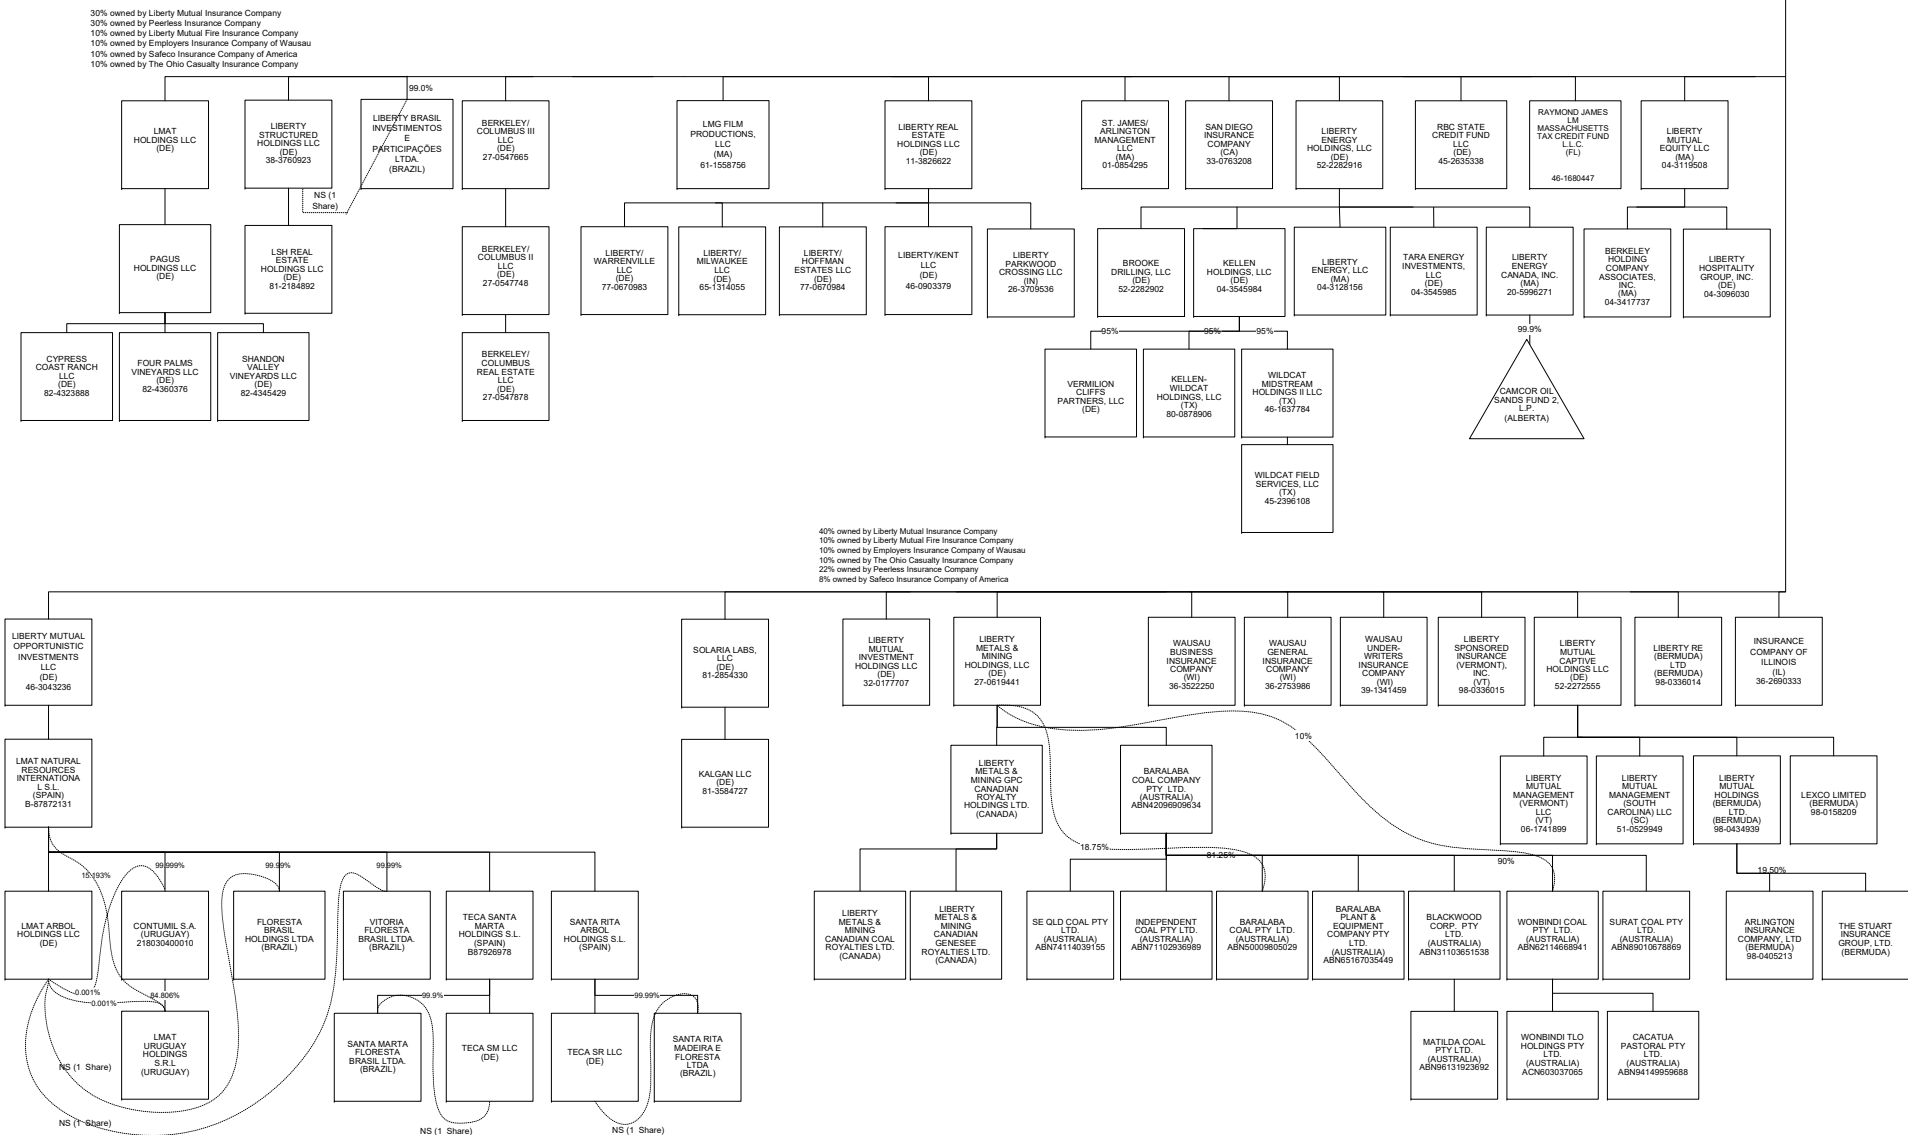 30% owned by Liberty Mutual Insurance Company
30% owned by Peerless Insurance Company
10% owned by Liberty Mutual Fire Insurance Company
10% owned by Employers Insurance Company of Wausau
10% owned by Safeco Insurance Company of America
10% owned by The Ohio Casualty Insurance Company
99.0%
LMAT
HOLDINGS LLC
(DE)
LIBERTY
STRUCTURED
HOLDINGS LLC
(DE)
38-3760923
LIBERTY BRASIL
INVESTIMENTOS
E
PARTICIPAÇÕES
LTDA.
(BRAZIL)
BERKELEY/
COLUMBUS III
LLC
(DE)
27-0547665
LMG FILM
PRODUCTIONS,
LLC
(MA)
61-1558756
LIBERTY REAL
ESTATE
HOLDINGS LLC
(DE)
11-3826622
ST. JAMES/
ARLINGTON
MANAGEMENT
LLC
(MA)
01-0854295
SAN DIEGO
INSURANCE
COMPANY
(CA)
33-0763208
LIBERTY
ENERGY
HOLDINGS, LLC
(DE)
52-2282916
RBC STATE
CREDIT FUND
LLC
(DE)
45-2635338
RAYMOND JAMES
LM
MASSACHUSETTS
TAX CREDIT FUND
L.L.C.
(FL)
46-1680447
LIBERTY
MUTUAL
EQUITY LLC
(MA)
04-3119508
NS (1
Share)
PAGUS
HOLDINGS LLC
(DE)
LSH REAL
ESTATE
HOLDINGS LLC
(DE)
81-2184892
BERKELEY/
COLUMBUS II
LLC
(DE)
27-0547748
LIBERTY/
WARRENVILLE
LLC
(DE)
77-0670983
LIBERTY/
MILWAUKEE
LLC
(DE)
65-1314055
LIBERTY/
HOFFMAN
ESTATES LLC
(DE)
77-0670984
LIBERTY/KENT
LLC
(DE)
46-0903379
LIBERTY
PARKWOOD
CROSSING LLC
(IN)
26-3709536
BROOKE
DRILLING, LLC
(DE)
52-2282902
KELLEN
HOLDINGS, LLC
(DE)
04-3545984
LIBERTY
ENERGY, LLC
(MA)
04-3128156
TARA ENERGY
INVESTMENTS,
LLC
(DE)
04-3545985
LIBERTY
ENERGY
CANADA, INC.
(MA)
20-5996271
BERKELEY
HOLDING
COMPANY
ASSOCIATES,
INC.
(MA)
04-3417737
LIBERTY
HOSPITALITY
GROUP, INC.
(DE)
04-3096030
CYPRESS
COAST RANCH
LLC
(DE)
82-4323888
FOUR PALMS
VINEYARDS LLC
(DE)
82-4360376
SHANDON
VALLEY
VINEYARDS LLC
(DE)
82-4345429
BERKELEY/
COLUMBUS
REAL ESTATE
LLC
(DE)
27-0547878
95%
95%
95%
99.9%
VERMILION
CLIFFS
PARTNERS, LLC
(DE)
KELLEN-
WILDCAT
HOLDINGS, LLC
(TX)
80-0878906
WILDCAT
MIDSTREAM
HOLDINGS II LLC
(TX)
46-1637784
CAMCOR OIL
SANDS FUND 2,
L.P.
(ALBERTA)
WILDCAT FIELD
SERVICES, LLC
(TX)
45-2396108
40% owned by Liberty Mutual Insurance Company
10% owned by Liberty Mutual Fire Insurance Company
10% owned by Employers Insurance Company of Wausau
10% owned by The Ohio Casualty Insurance Company
22% owned by Peerless Insurance Company
8% owned by Safeco Insurance Company of America
LIBERTY MUTUAL
OPPORTUNISTIC
INVESTMENTS
LLC
(DE)
46-3043236
SOLARIA LABS,
LLC
(DE)
81-2854330
LIBERTY
MUTUAL
INVESTMENT
HOLDINGS LLC
(DE)
32-0177707
LIBERTY
METALS &
MINING
HOLDINGS, LLC
(DE)
27-0619441
WAUSAU
BUSINESS
INSURANCE
COMPANY
(WI)
36-3522250
WAUSAU
GENERAL
INSURANCE
COMPANY
(WI)
36-2753986
WAUSAU
UNDER-
WRITERS
INSURANCE
COMPANY
(WI)
39-1341459
LIBERTY
SPONSORED
INSURANCE
(VERMONT),
INC.
(VT)
98-0336015
LIBERTY
MUTUAL
CAPTIVE
HOLDINGS LLC
(DE)
52-2272555
LIBERTY RE
(BERMUDA)
LTD
(BERMUDA)
98-0336014
INSURANCE
COMPANY OF
ILLINOIS
(IL)
36-2690333
10%
LMAT NATURAL
RESOURCES
INTERNATIONA
L S.L.
(SPAIN)
B-87872131
KALGAN LLC
(DE)
81-3584727
LIBERTY
METALS &
MINING GPC
CANADIAN
ROYALTY
HOLDINGS LTD.
(CANADA)
BARALABA
COAL COMPANY
PTY LTD.
(AUSTRALIA)
ABN42096909634
LIBERTY
MUTUAL
MANAGEMENT
(VERMONT)
LLC
(VT)
06-1741899
LIBERTY
MUTUAL
MANAGEMENT
(SOUTH
CAROLINA) LLC
(SC)
51-0529949
LIBERTY
MUTUAL
HOLDINGS
(BERMUDA)
LTD.
(BERMUDA)
98-0434939
LEXCO LIMITED
(BERMUDA)
98-0158209
15.193%
99.999%
99.99%
99.99%
18.75%
81.25%
90%
19.50%
LMAT ARBOL
HOLDINGS LLC
(DE)
CONTUMIL S.A.
(URUGUAY)
218030400010
FLORESTA
BRASIL
HOLDINGS LTDA
(BRAZIL)
VITORIA
FLORESTA
BRASIL LTDA.
(BRAZIL)
TECA SANTA
MARTA
HOLDINGS S.L.
(SPAIN)
B87926978
SANTA RITA
ARBOL
HOLDINGS S.L.
(SPAIN)
LIBERTY
METALS &
MINING
CANADIAN COAL
ROYALTIES LTD.
(CANADA)
LIBERTY
METALS &
MINING
CANADIAN
GENESEE
ROYALTIES LTD.
(CANADA)
SE QLD COAL PTY
LTD.
(AUSTRALIA)
ABN74114039155
INDEPENDENT
COAL PTY LTD.
(AUSTRALIA)
ABN71102936989
BARALABA
COAL PTY LTD.
(AUSTRALIA)
ABN50009805029
BARALABA
PLANT &
EQUIPMENT
COMPANY PTY
LTD.
(AUSTRALIA)
ABN65167035449
BLACKWOOD
CORP. PTY
LTD.
(AUSTRALIA)
ABN31103651538
WONBINDI COAL
PTY LTD.
(AUSTRALIA)
ABN62114668941
SURAT COAL PTY
LTD.
(AUSTRALIA)
ABN89010678869
ARLINGTON
INSURANCE
COMPANY, LTD
(BERMUDA)
98-0405213
THE STUART
INSURANCE
GROUP, LTD.
(BERMUDA)
0.001%
0.001%
84.806%
99.9%
99.99%
LMAT
URUGUAY
HOLDINGS
S.R.L
(URUGUAY)
SANTA MARTA
FLORESTA
BRASIL LTDA.
(BRAZIL)
TECA SM LLC
(DE)
TECA SR LLC
(DE)
SANTA RITA
MADEIRA E
FLORESTA
LTDA
(BRAZIL)
MATILDA COAL
PTY LTD.
(AUSTRALIA)
ABN96131923692
WONBINDI TLO
HOLDINGS PTY
LTD.
(AUSTRALIA)
ACN603037065
CACATUA
PASTORAL PTY
LTD.
(AUSTRALIA)
ABN94149959688
NS (1 Share)
NS (1 Share)
NS (1 Share)
NS (1 Share)